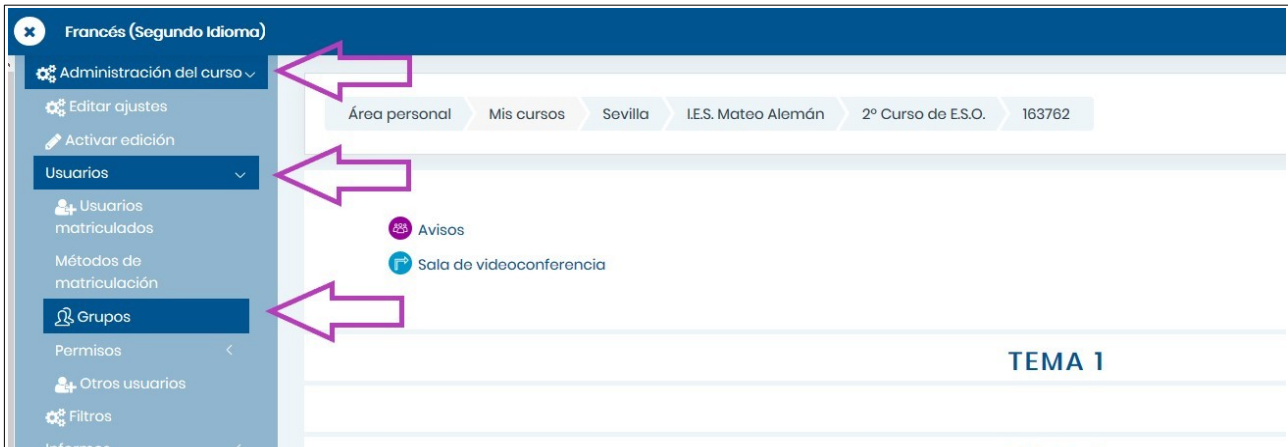 Francés (Segundo Idioma)
Administración del curso
Editar ajustes
Activar edición
Usuarios
Usuarios
matriculados
Métodos de
matriculación
Grupos
Permisos
Otros usuarios
Filtros
Informes
Área personal Mis cursos Sevilla I.E.S. Mateo Alemán 2º Curso de E.S.O. 163762
Avisos
Sala de videoconferencia
TEMA 1